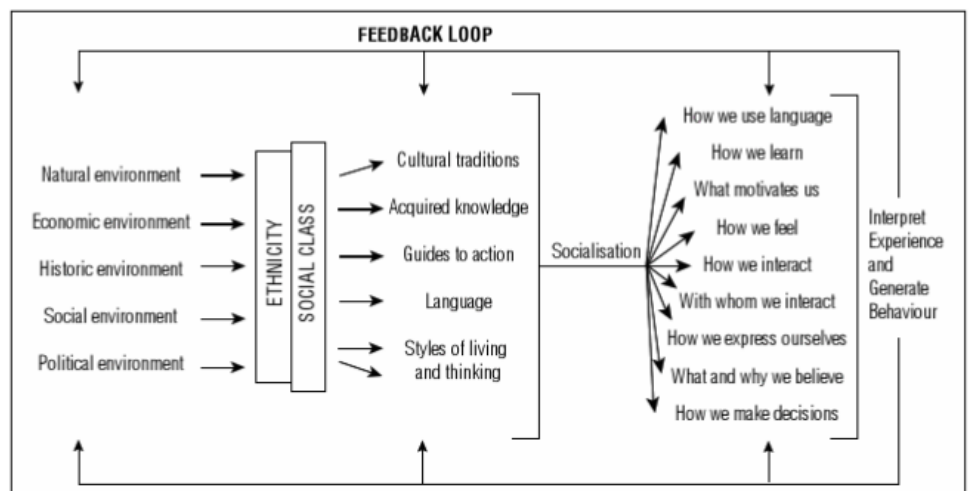 FEEDBACK LOOP
Natural environment
Economic environment
Historic environment
Social environment
Political environment
ETHNICITY
SOCIAL CLASS
Cultural traditions
Acquired knowledge
Guides to action
Language
Styles of living
and thinking
Socialisation
How we use language
How we learn
What motivates us
How we feel
How we interact
With whom we interact
How we express ourselves
What and why we believe
How we make decisions
Interpret
Experience
and
Generate
Behaviour